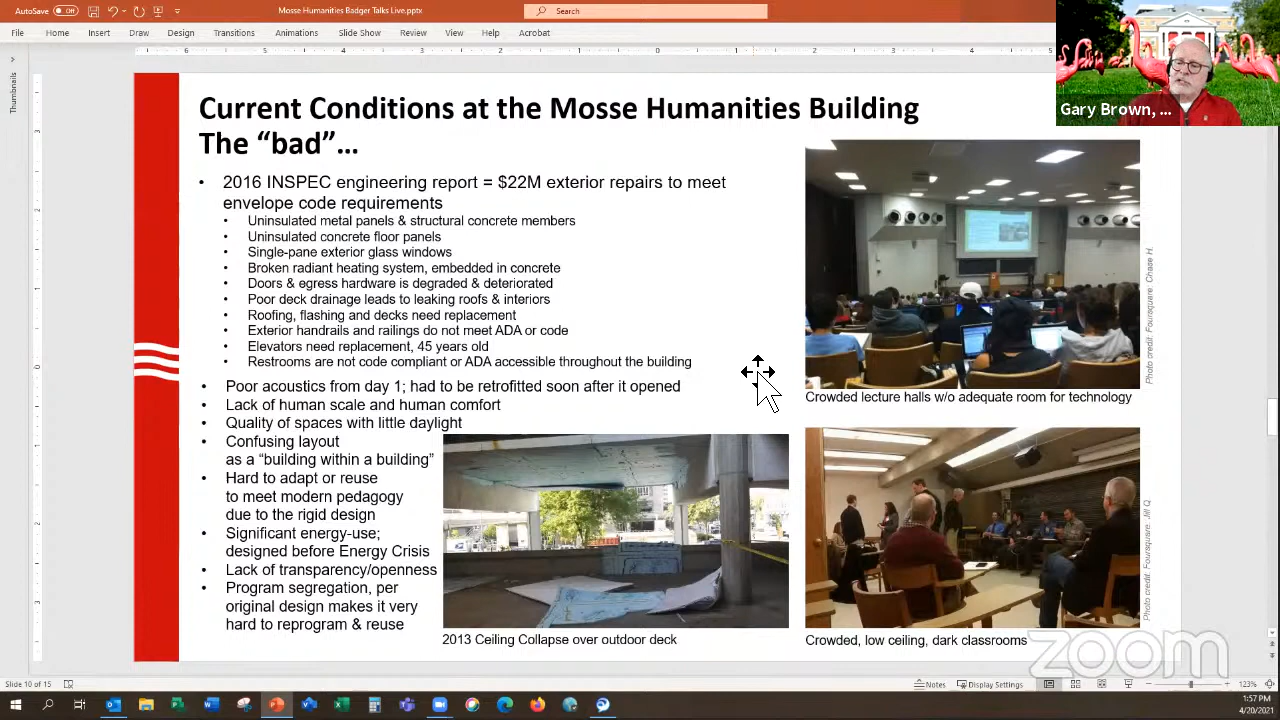 AutoSave Off
Mosse Humanities Badger Talks Live.pptx
Search
File Home Insert Draw Design Transitions Animations Slide Show Review View Help Acrobat
Thumbnails
Gary Brown, ...
Current Conditions at the Mosse Humanities Building
The “bad”…
• 2016 INSPEC engineering report = $22M exterior repairs to meet
envelope code requirements
• Uninsulated metal panels & structural concrete members
• Uninsulated concrete floor panels
• Single-pane exterior glass windows
• Broken radiant heating system, embedded in concrete
• Doors & egress hardware is degraded & deteriorated
• Poor deck drainage leads to leaking roofs & interiors
• Roofing, flashing and decks need replacement
• Exterior handrails and railings don’t meet ADA or code
• Elevators need replacement, 45 years old
• Restrooms are not code compliant or ADA accessible throughout the building
• Poor acoustics from day 1; had to be retrofitted soon after it opened
• Lack of human scale and human comfort
• Quality of spaces with little daylight
• Confusing layout
as a “building within a building”
• Hard to adapt or reuse
to meet modern pedagogy
due to the rigid design
• Significant energy-use;
designed before Energy Crisis
• Lack of transparency/openness
• Program segregation, per
original design makes it very
hard to reprogram & reuse
2013 Ceiling Collapse over outdoor deck
Photo credit: Foursquare: Chase H.
Crowded lecture halls w/o adequate room for technology
Photo credit: Foursquare: Jill Q
Crowded, low ceiling, dark classrooms
zoom
Slide 10 of 15
Notes
Display Settings
123%
1:57 PM
4/20/2021